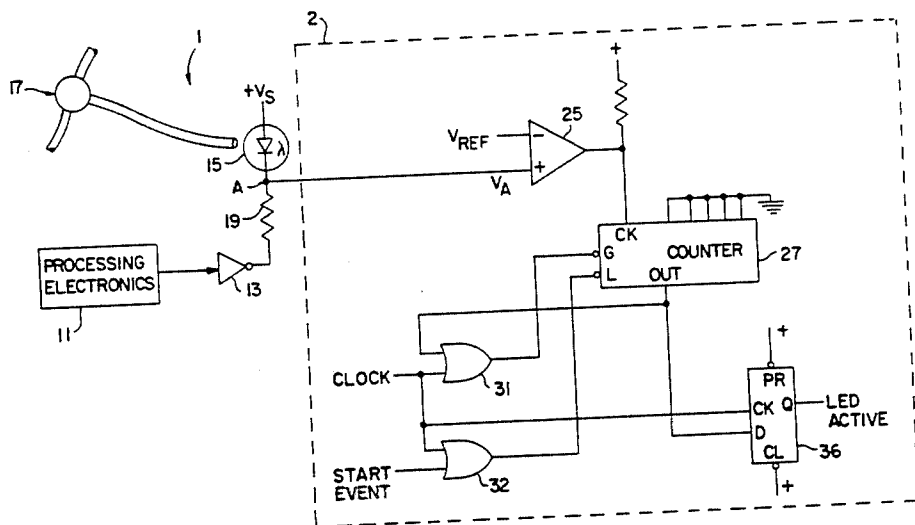 2
1
17
+VS
15
λ
A
19
PROCESSING
ELECTRONICS
11
13
+
25
VREF
-
+
VA
CK
G
COUNTER
L
OUT
27
CLOCK
31
START
EVENT
32
+
PR
CK
Q
LED
ACTIVE
D
CL
36
+